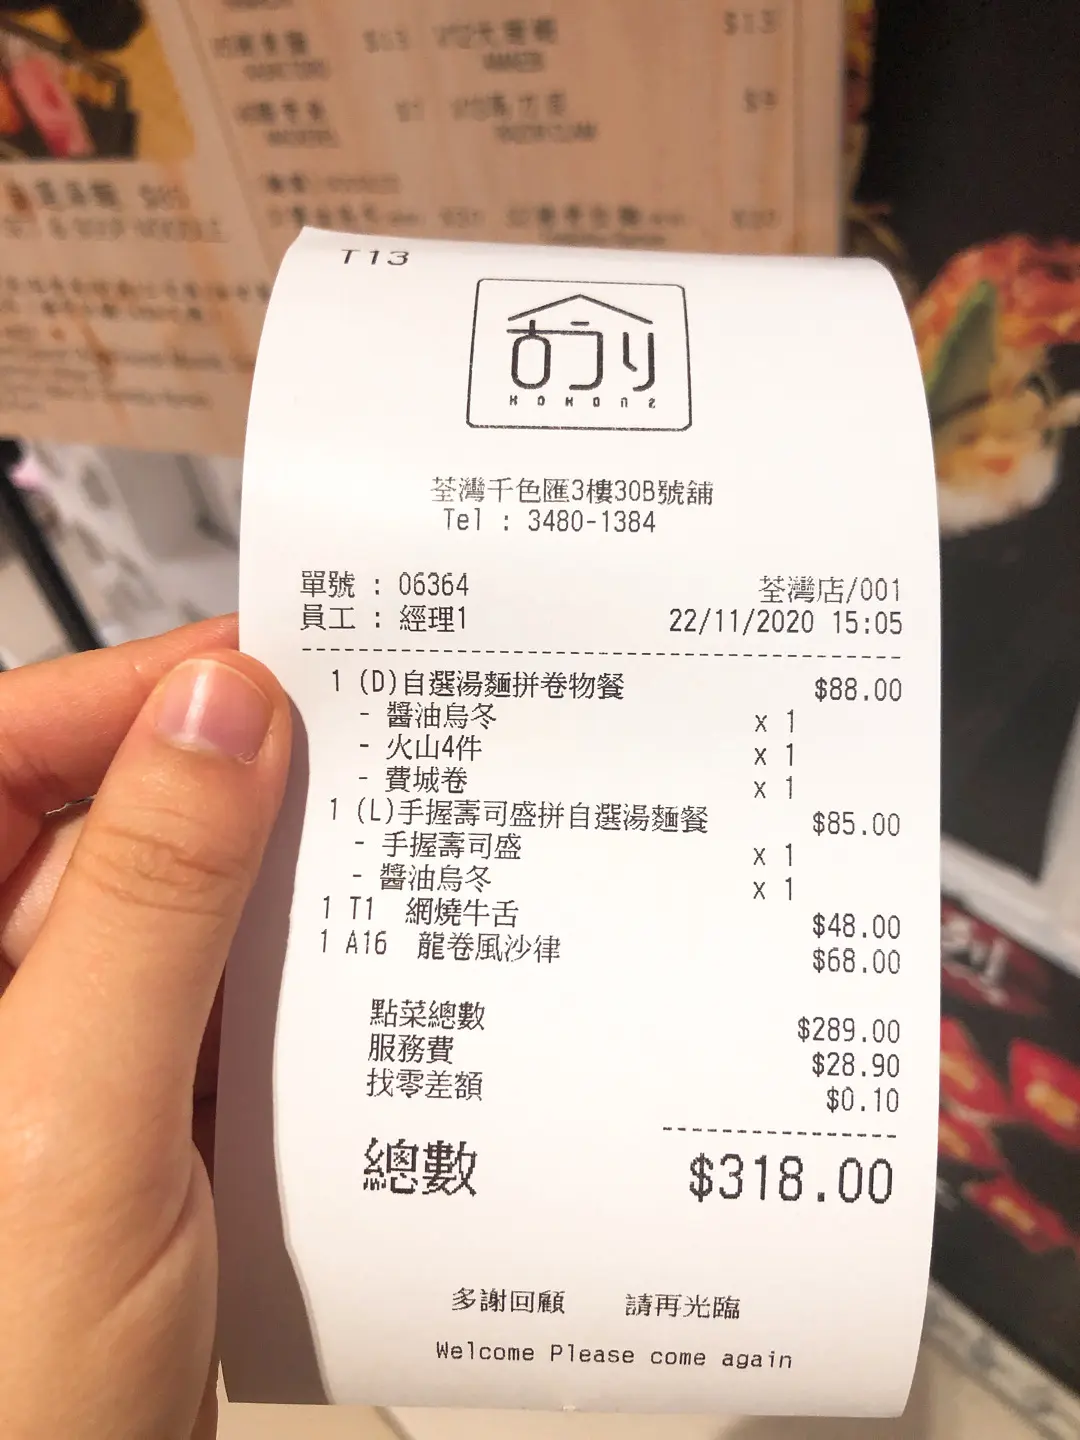 T13
荃灣千色匯3樓30B號舖
Tel : 3480-1384
單號 : 06364 荃灣店/001
員工 : 經理1 22/11/2020 15:05
1 (D)自選湯麵拼卷物餐 $88.00
- 醬油烏冬 x 1
- 火山4件 x 1
- 費城卷 x 1
1 (L)手握壽司盛拼自選湯麵餐 $85.00
- 手握壽司盛 x 1
- 醬油烏冬 x 1
1 T1 網燒牛舌 $48.00
1 A16 龍卷風沙律 $68.00
點菜總數 $289.00
服務費 $28.90
找零差額 $0.10
總數 $318.00
多謝回顧 請再光臨
Welcome Please come again